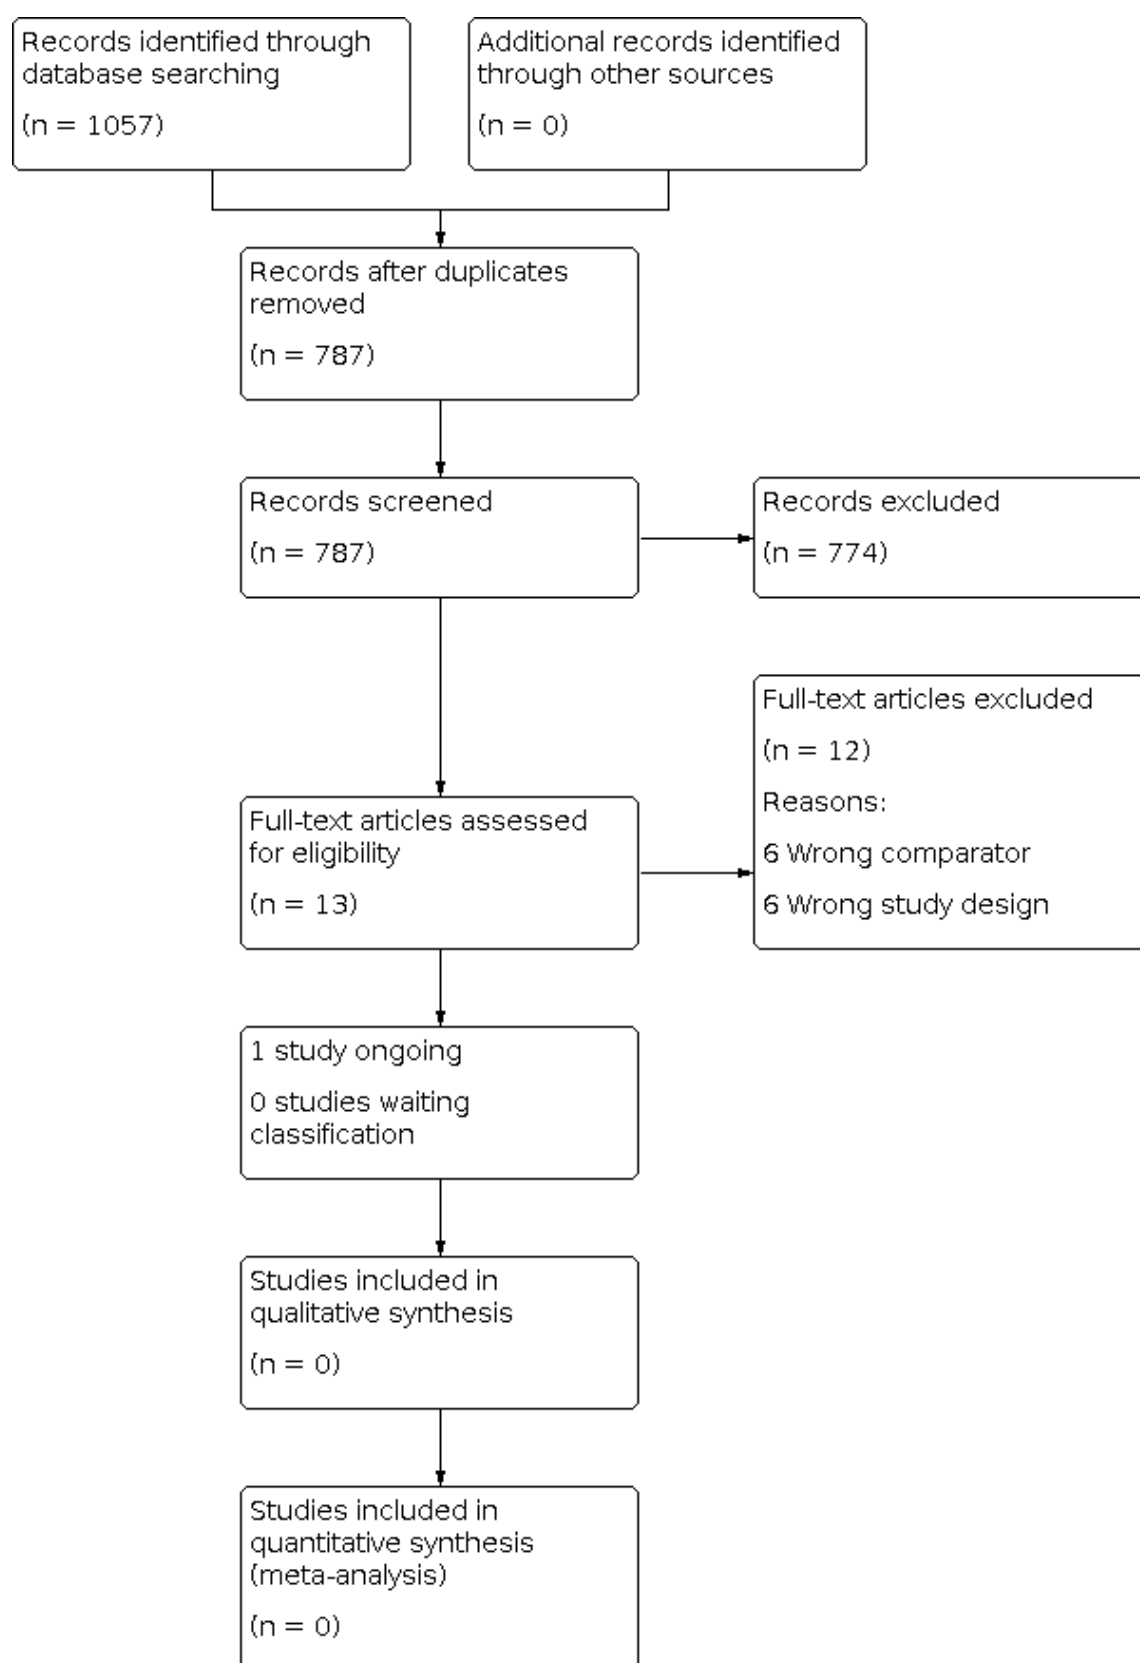 Records identified through
database searching
(n = 1057)
Additional records identified
through other sources
(n = 0)
Records after duplicates
removed
(n = 787)
Records screened
(n = 787)
Records excluded
(n = 774)
Full-text articles excluded
(n = 12)
Reasons:
6 Wrong comparator
6 Wrong study design
Full-text articles assessed
for eligibility
(n = 13)
1 study ongoing
0 studies waiting
classification
Studies included in
qualitative synthesis
(n = 0)
Studies included in
quantitative synthesis
(meta-analysis)
(n = 0)